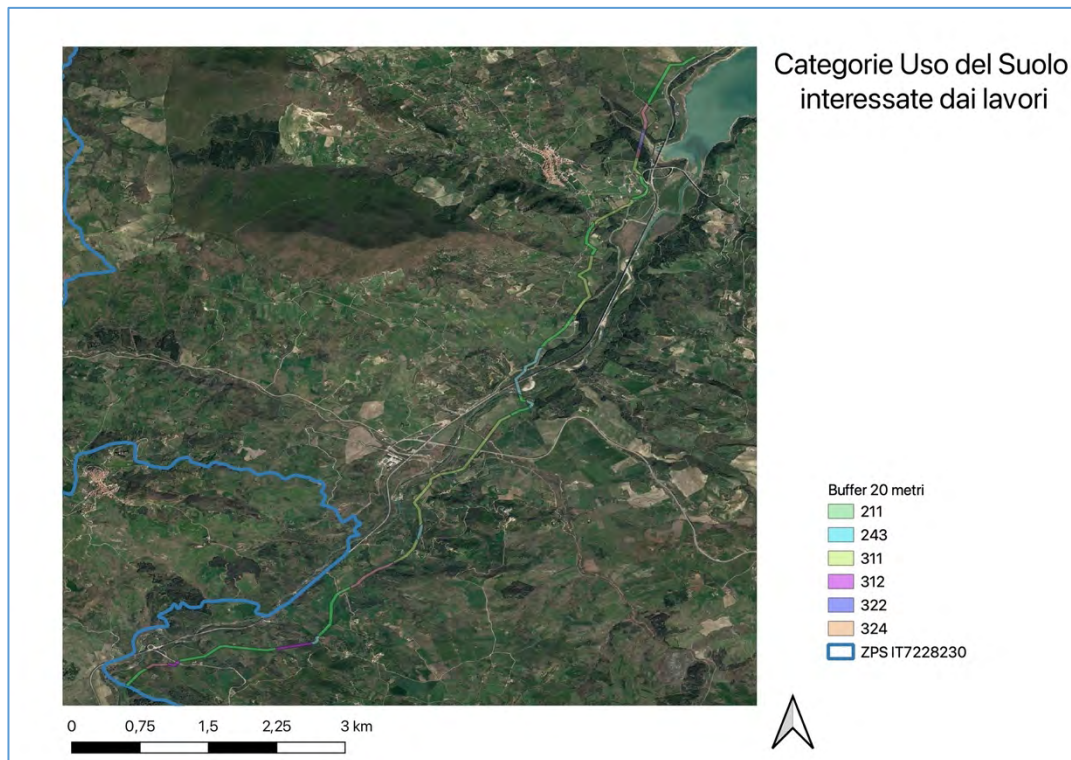 Categorie Uso del Suolo
interessate dai lavori
Buffer 20 metri
211
243
311
312
322
324
ZPS IT7228230
0 0,75 1,5 2,25 3 km